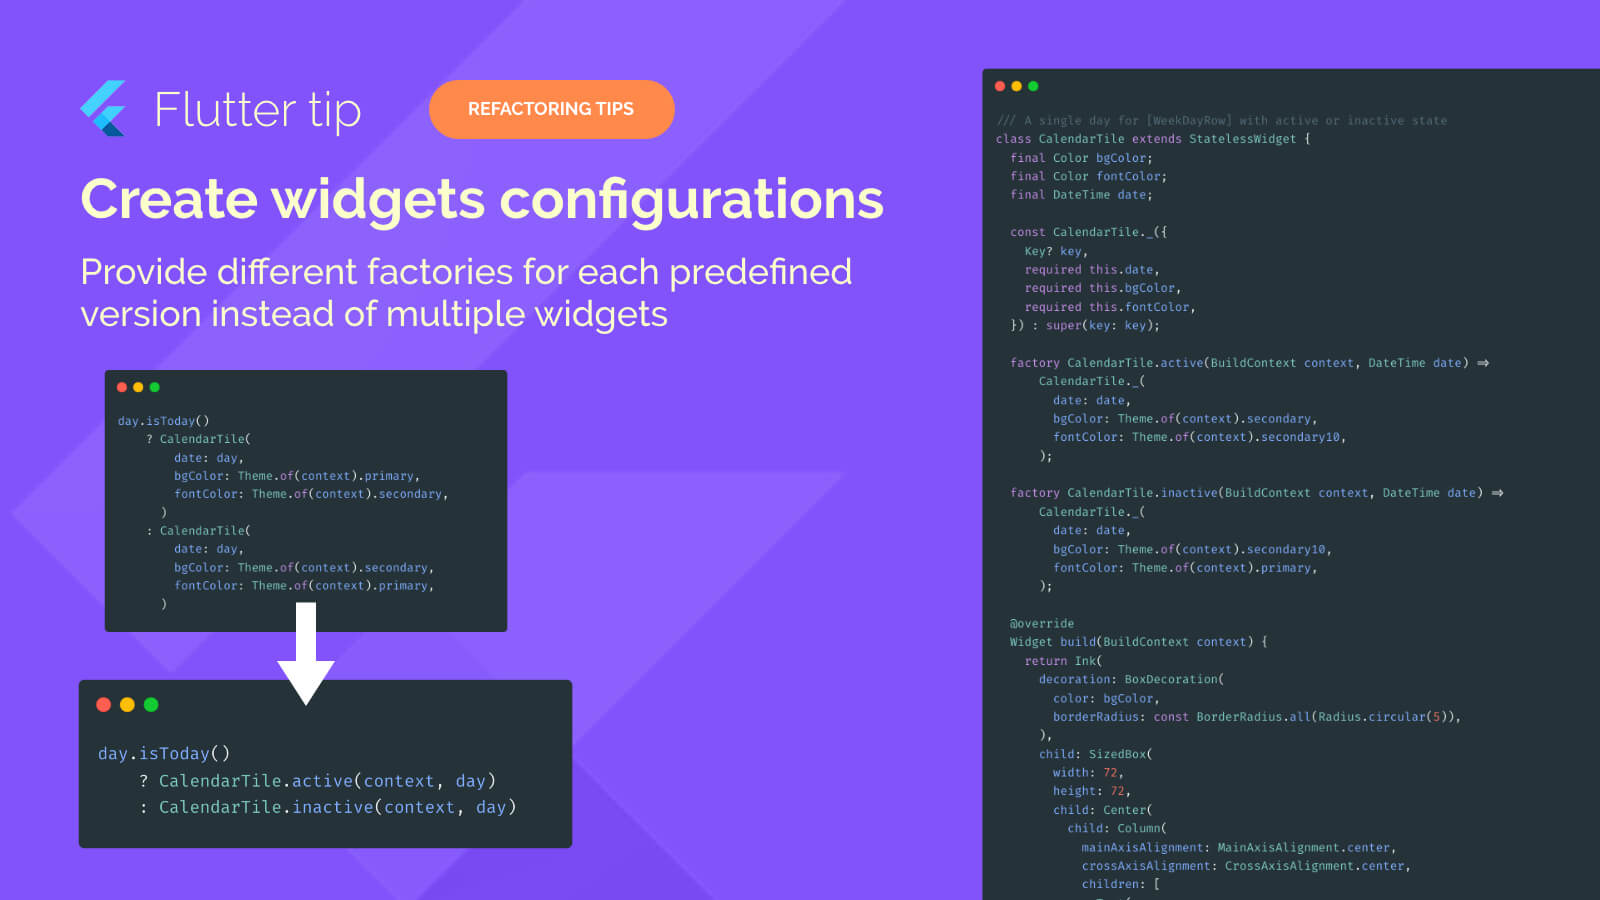 Flutter tip
REFACTORING TIPS
Create widgets configurations
Provide different factories for each predefined
version instead of multiple widgets
day.isToday()
    ? CalendarTile(
        date: day,
        bgColor: Theme.of(context).primary,
        fontColor: Theme.of(context).secondary,
      )
    : CalendarTile(
        date: day,
        bgColor: Theme.of(context).secondary,
        fontColor: Theme.of(context).primary,
      )
day.isToday()
    ? CalendarTile.active(context, day)
    : CalendarTile.inactive(context, day)
/// A single day for [WeekDayRow] with active or inactive state
class CalendarTile extends StatelessWidget {
  final Color bgColor;
  final Color fontColor;
  final DateTime date;
  const CalendarTile._({
    Key? key,
    required this.date,
    required this.bgColor,
    required this.fontColor,
  }) : super(key: key);
  factory CalendarTile.active(BuildContext context, DateTime date) =>
      CalendarTile._(
        date: date,
        bgColor: Theme.of(context).secondary,
        fontColor: Theme.of(context).secondary10,
      );
  factory CalendarTile.inactive(BuildContext context, DateTime date) =>
      CalendarTile._(
        date: date,
        bgColor: Theme.of(context).secondary10,
        fontColor: Theme.of(context).primary,
      );
  @override
  Widget build(BuildContext context) {
    return Ink(
      decoration: BoxDecoration(
        color: bgColor,
        borderRadius: const BorderRadius.all(Radius.circular(5)),
      ),
      child: SizedBox(
        width: 72,
        height: 72,
        child: Center(
          child: Column(
            mainAxisAlignment: MainAxisAlignment.center,
            crossAxisAlignment: CrossAxisAlignment.center,
            children: [